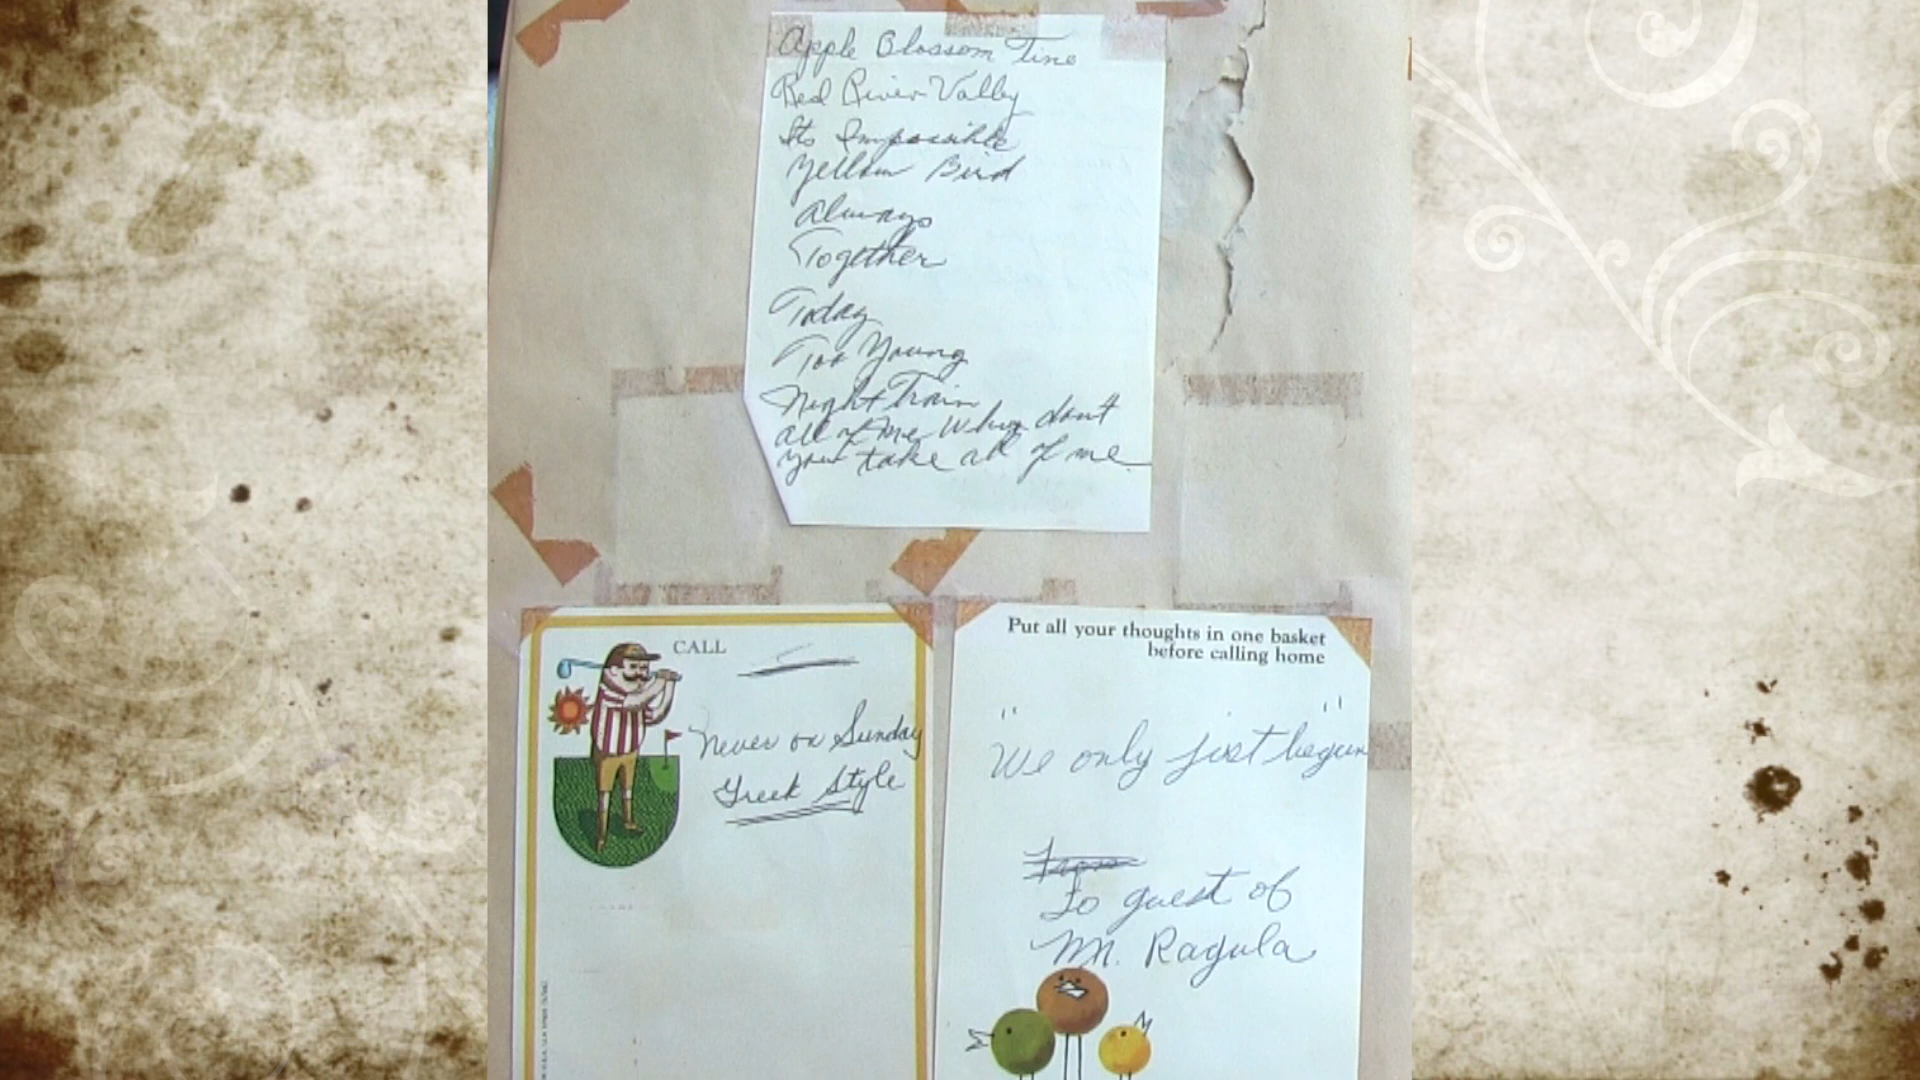 Apple Blossom Time
Red River Valley
Its Impossible
Yellow Bird
Always
Together
Today
Too Young
Night Train
all of Me Why dont
you take all of me
CALL
Never on Sunday
Greek Style
Put all your thoughts in one basket
before calling home
"We only just begun"
To guest of
Mr. Ragula